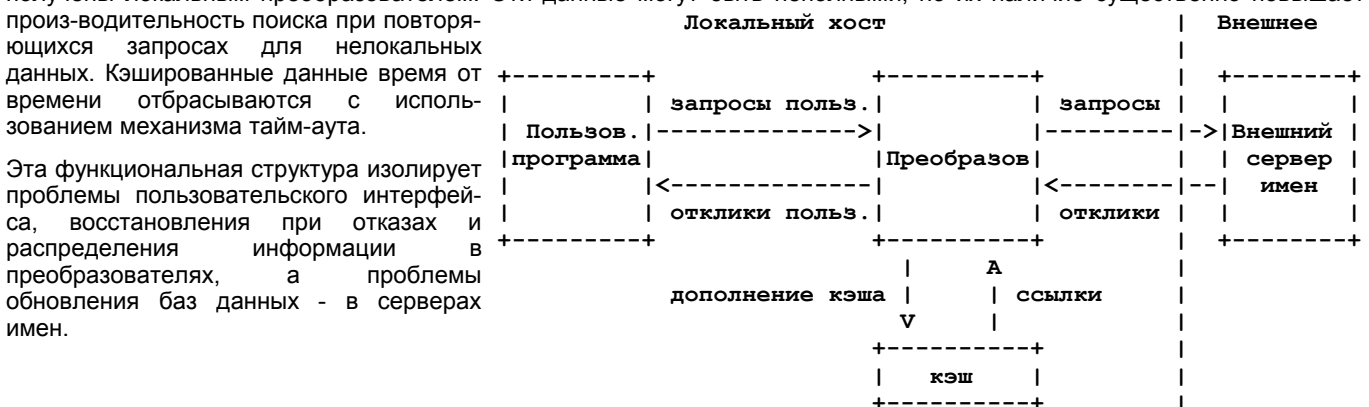 получены локальным преобразователем. Эти данные могут быть неполными, но их наличие существенно повышает
произ-водительность поиска при повторя-
ющихся запросах для нелокальных
данных. Кэшированные данные время от
времени отбрасываются с исполь-
зованием механизма тайм-аута.
Эта функциональная структура изолирует
проблемы пользовательского интерфей-
са, восстановления при отказах и
распределения информации в
преобразователях, а проблемы
обновления баз данных - в серверах
имен.
Локальный хост | Внешнее
|
+---------+ +----------+ | +--------+
| | запросы польз.| | запросы | | |
| Пользов.|-------------->| |---------|->|Внешний |
|программа| |Преобразов| | | сервер |
| |<--------------| |<--------|--| имен |
| | отклики польз.| | отклики | | |
+---------+ +----------+ | +--------+
| A |
дополнение кэша | | ссылки |
V | |
+----------+ |
| кэш | |
+----------+ |